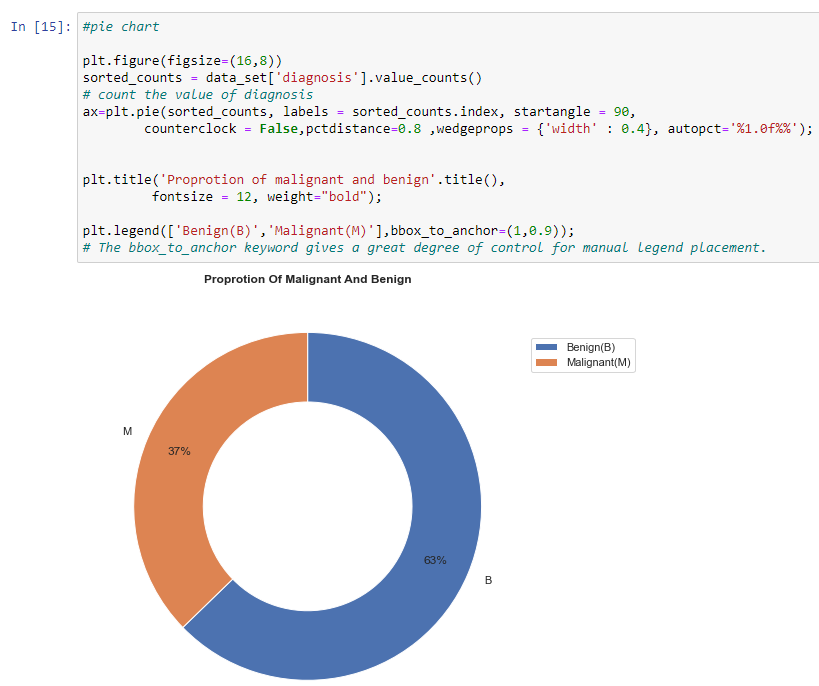 In [15]: #pie chart
plt.figure(figsize=(16,8))
sorted_counts = data_set['diagnosis'].value_counts()
# count the value of diagnosis
ax=plt.pie(sorted_counts, labels = sorted_counts.index, startangle = 90,
counterclock = False,pctdistance=0.8 ,wedgeprops = {'width' : 0.4}, autopct='%1.0f%%');
plt.title('Proprotion of malignant and benign'.title(),
fontsize = 12, weight="bold");
plt.legend(['Benign(B)','Malignant(M)'],bbox_to_anchor=(1,0.9));
# The bbox_to_anchor keyword gives a great degree of control for manual legend placement.
Proprotion Of Malignant And Benign
Benign(B)
Malignant(M)
M
37%
63%
B